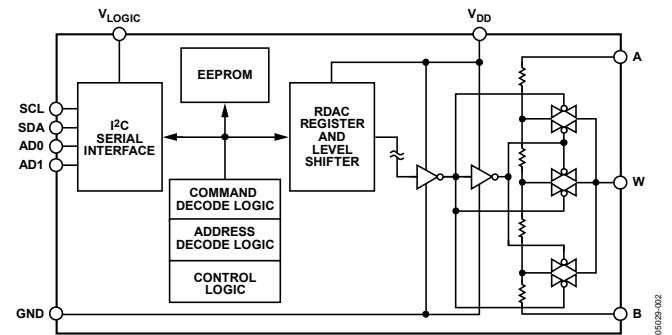 VLOGIC
VDD
A
EEPROM
SCL
SDA
AD0
AD1
I2C
SERIAL
INTERFACE
RDAC
REGISTER
AND
LEVEL
SHIFTER
COMMAND
DECODE LOGIC
ADDRESS
DECODE LOGIC
CONTROL
LOGIC
W
GND
B
05029-002